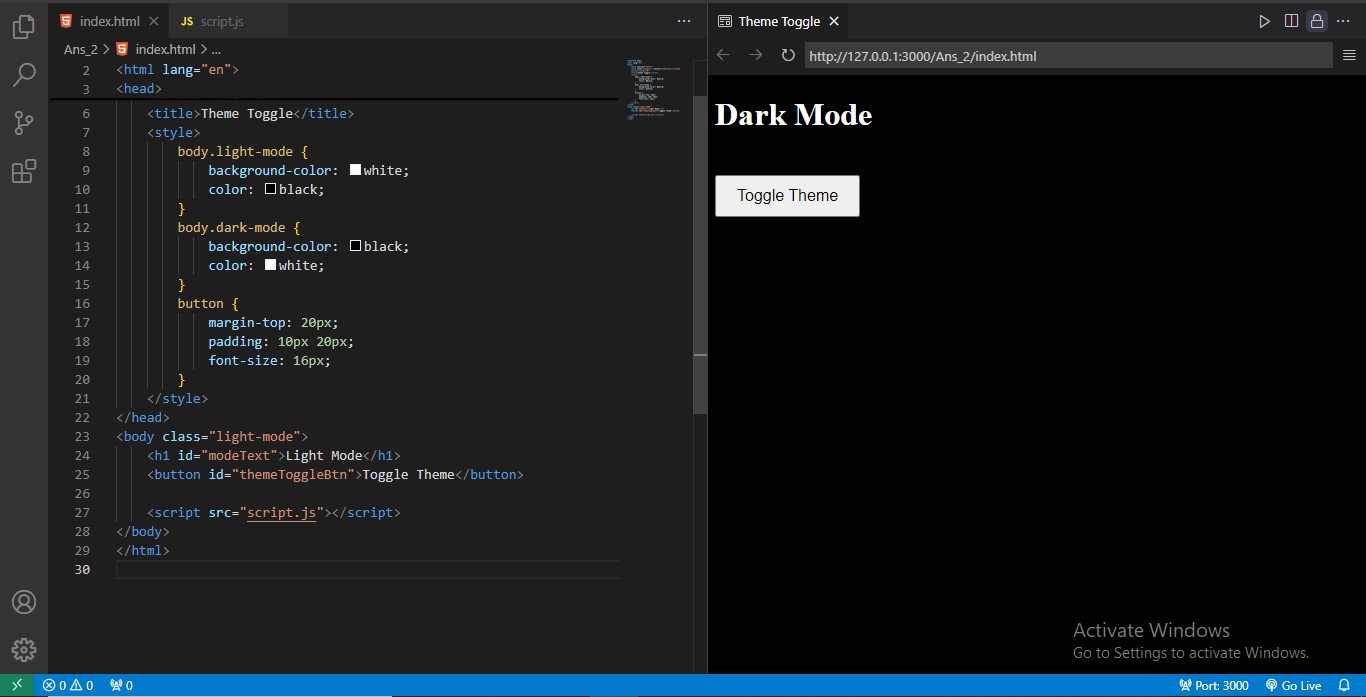 index.html
JS script.js
Ans_2 > index.html > ...
2 <html lang="en">
3 <head>
6 <title>Theme Toggle</title>
7 <style>
8 body.light-mode {
9 background-color: white;
10 color: black;
11 }
12 body.dark-mode {
13 background-color: black;
14 color: white;
15 }
16 button {
17 margin-top: 20px;
18 padding: 10px 20px;
19 font-size: 16px;
20 }
21 </style>
22 </head>
23 <body class="light-mode">
24 <h1 id="modeText">Light Mode</h1>
25 <button id="themeToggleBtn">Toggle Theme</button>
26
27 <script src="script.js"></script>
28 </body>
29 </html>
30
Theme Toggle
http://127.0.0.1:3000/Ans_2/index.html
Dark Mode
Toggle Theme
Activate Windows
Go to Settings to activate Windows.
0 0 0
Port: 3000 Go Live